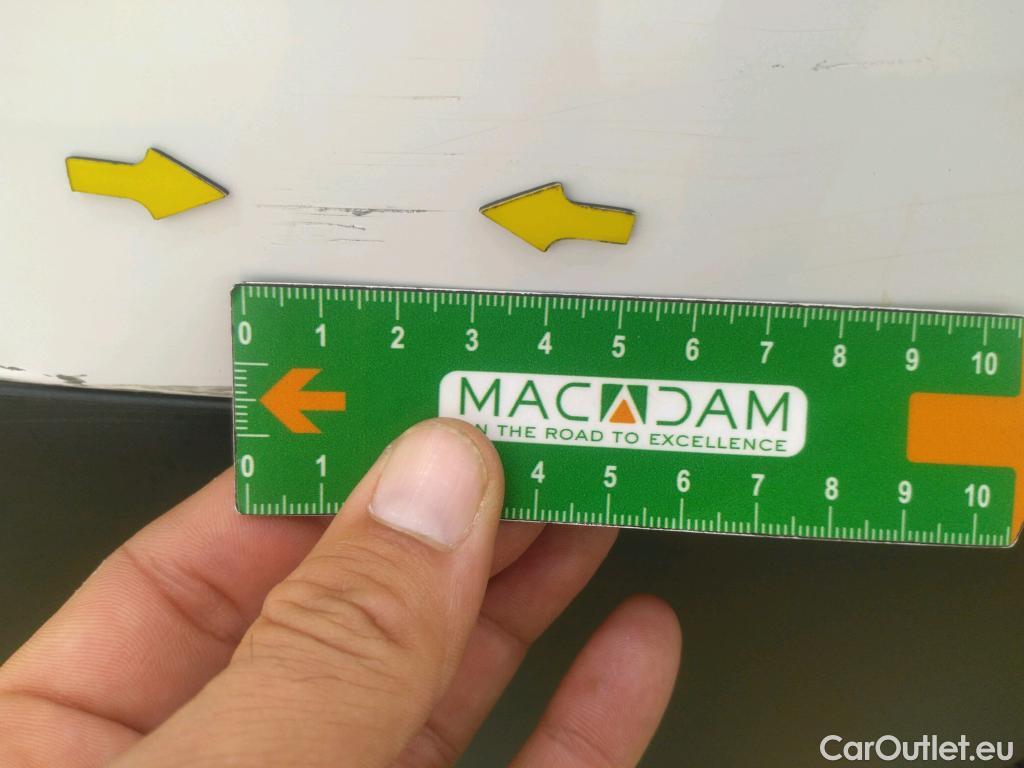 0 1 2 3 4 5 6 7 8 9 10
MACADAM
N THE ROAD TO EXCELLENCE
0 1 4 5 6 7 8 9 10
CarOutlet.eu